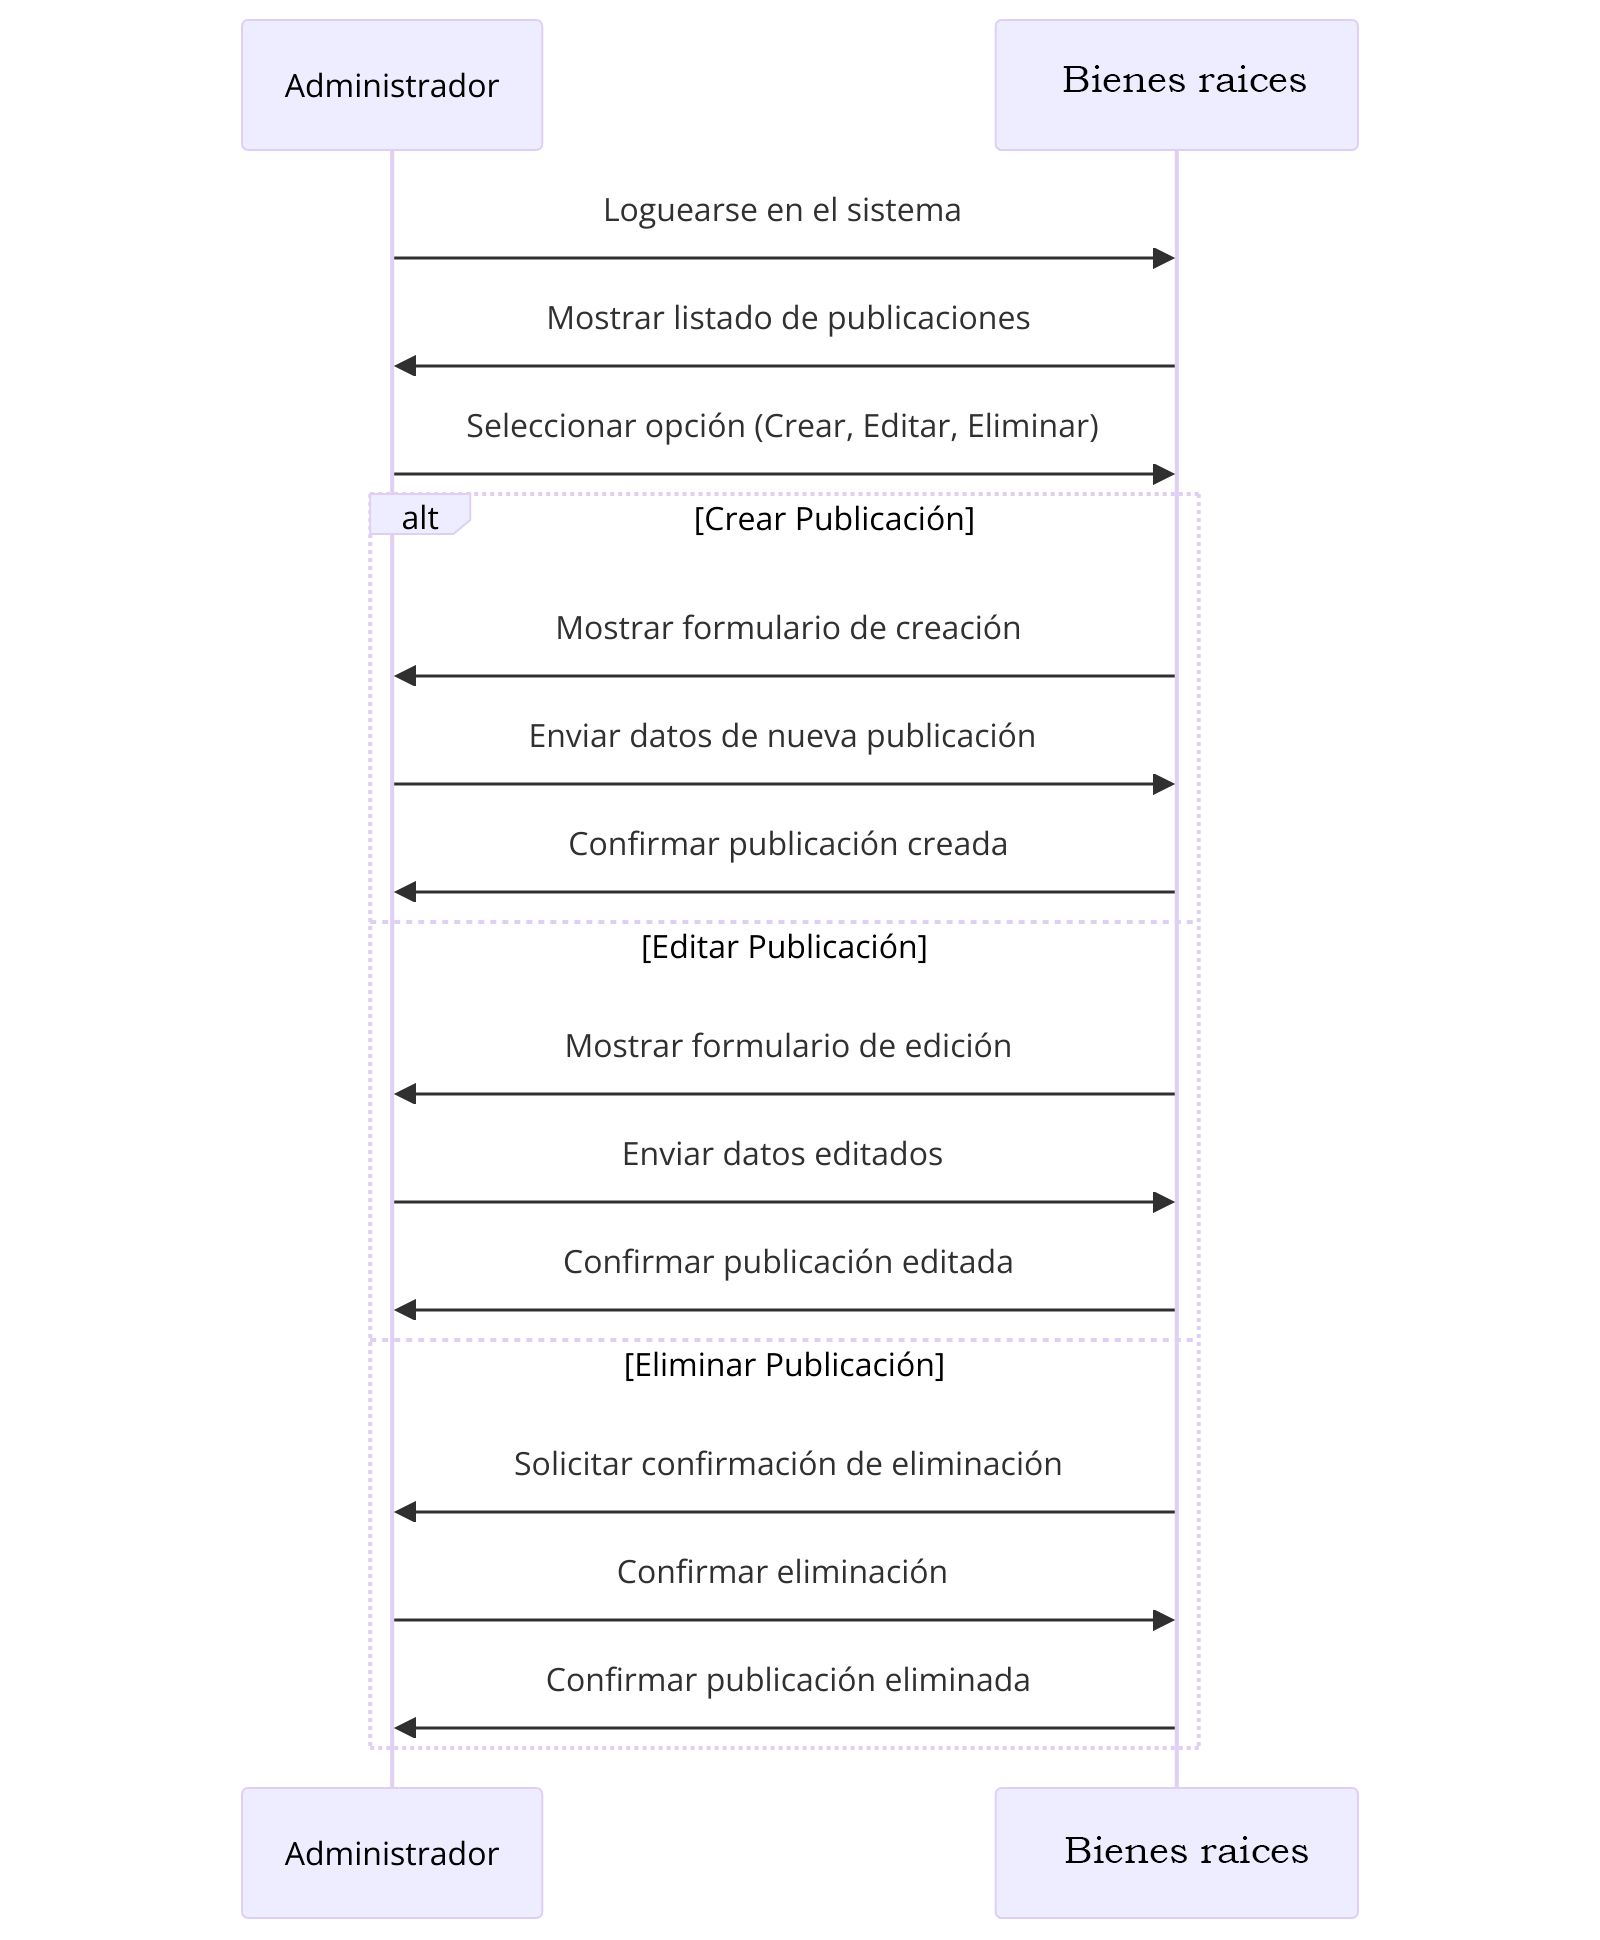 Administrador
Bienes raices
Loguearse en el sistema
Mostrar listado de publicaciones
Seleccionar opción (Crear, Editar, Eliminar)
alt
[Crear Publicación]
Mostrar formulario de creación
Enviar datos de nueva publicación
Confirmar publicación creada
[Editar Publicación]
Mostrar formulario de edición
Enviar datos editados
Confirmar publicación editada
[Eliminar Publicación]
Solicitar confirmación de eliminación
Confirmar eliminación
Confirmar publicación eliminada
Administrador
Bienes raices